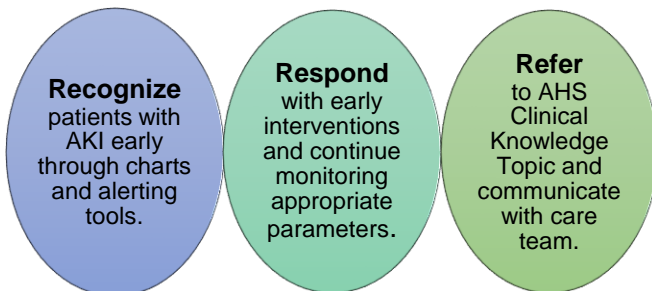 Recognize
patients with
AKI early
through charts
and alerting
tools.
Respond
with early
interventions
and continue
monitoring
appropriate
parameters.
Refer
to AHS
Clinical
Knowledge
Topic and
communicate
with care
team.